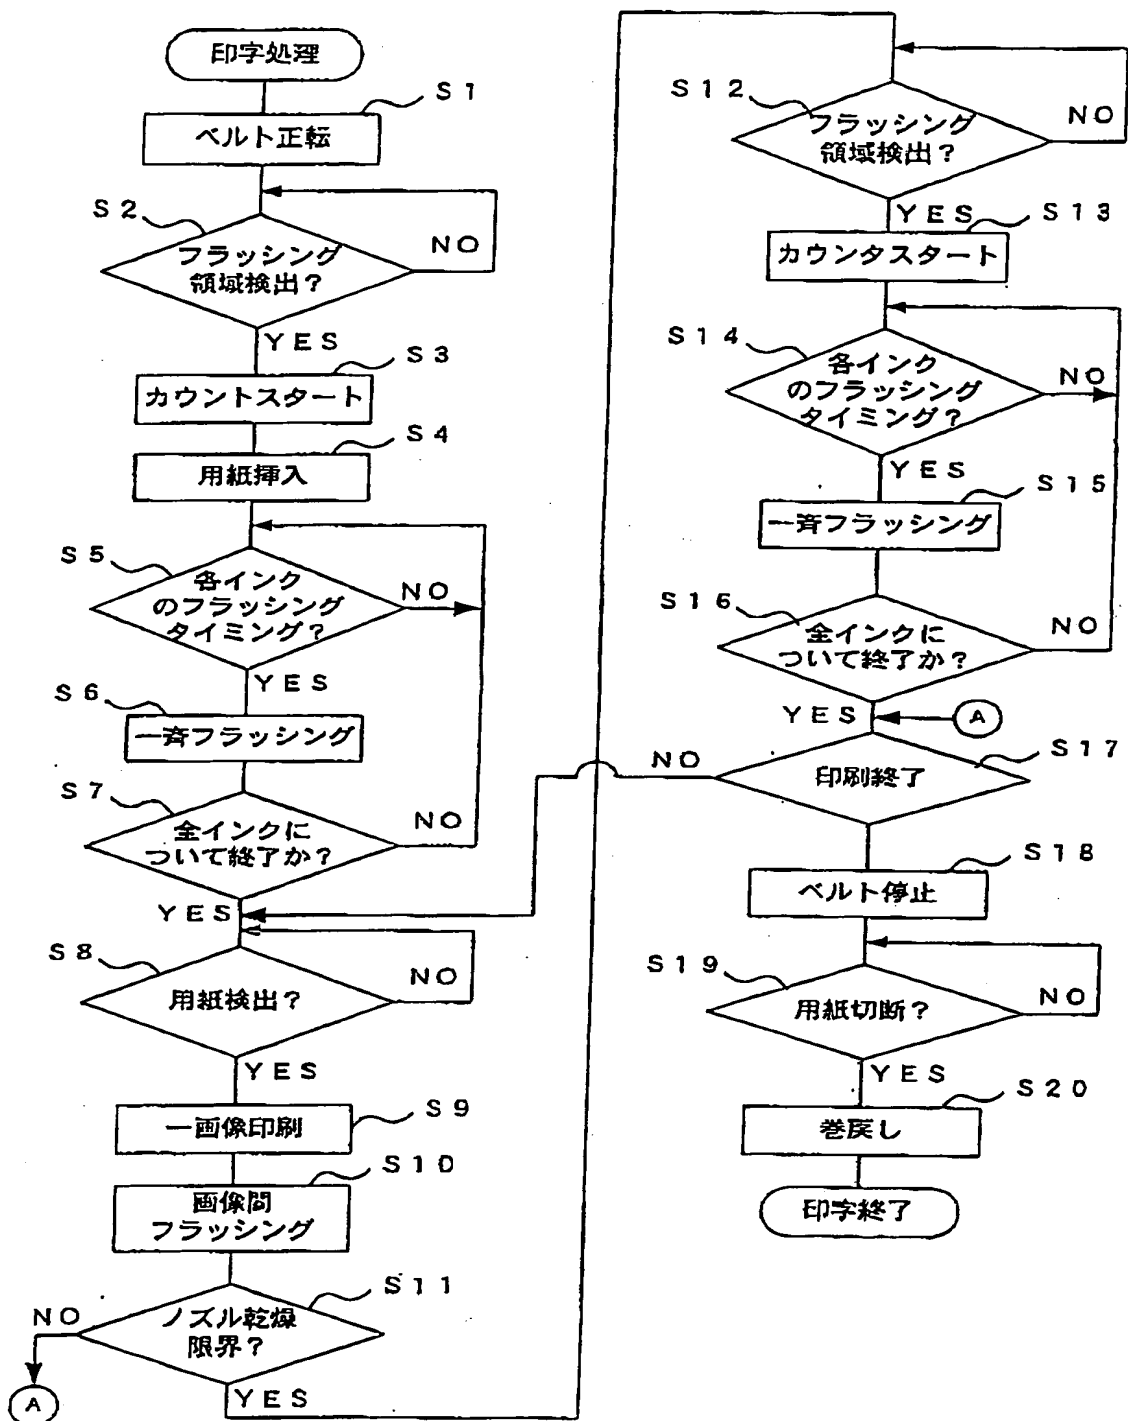 印字処理
S1
ベルト正転
S2
フラッシング
領域検出?
NO
YES
S3
カウントスタート
S4
用紙挿入
S5
各インク
のフラッシング
タイミング?
NO
YES
S6
一斉フラッシング
S7
全インクに
ついて終了か?
NO
YES
S8
用紙検出?
NO
YES
S9
一画像印刷
S10
画像間
フラッシング
S11
ノズル乾燥
限界?
NO
A
YES
S12
フラッシング
領域検出?
NO
YES
S13
カウンタスタート
S14
各インク
のフラッシング
タイミング?
NO
YES
S15
一斉フラッシング
S16
全インクに
ついて終了か?
NO
YES
A
S17
印刷終了
NO
S18
ベルト停止
S19
用紙切断?
NO
YES
S20
巻戻し
印字終了